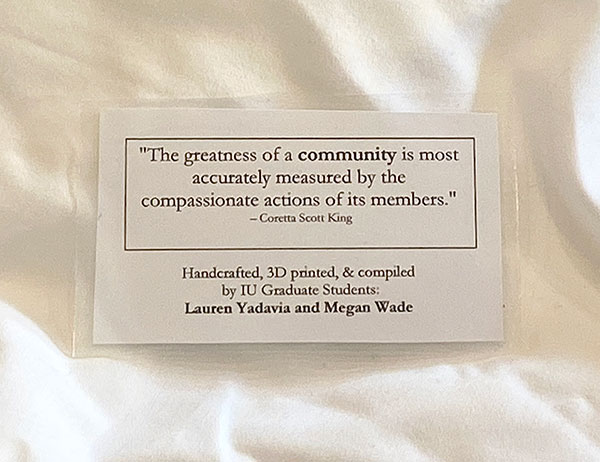 "The greatness of a community is most
accurately measured by the
compassionate actions of its members."
– Coretta Scott King
Handcrafted, 3D printed, & compiled
by IU Graduate Students:
Lauren Yadavia and Megan Wade